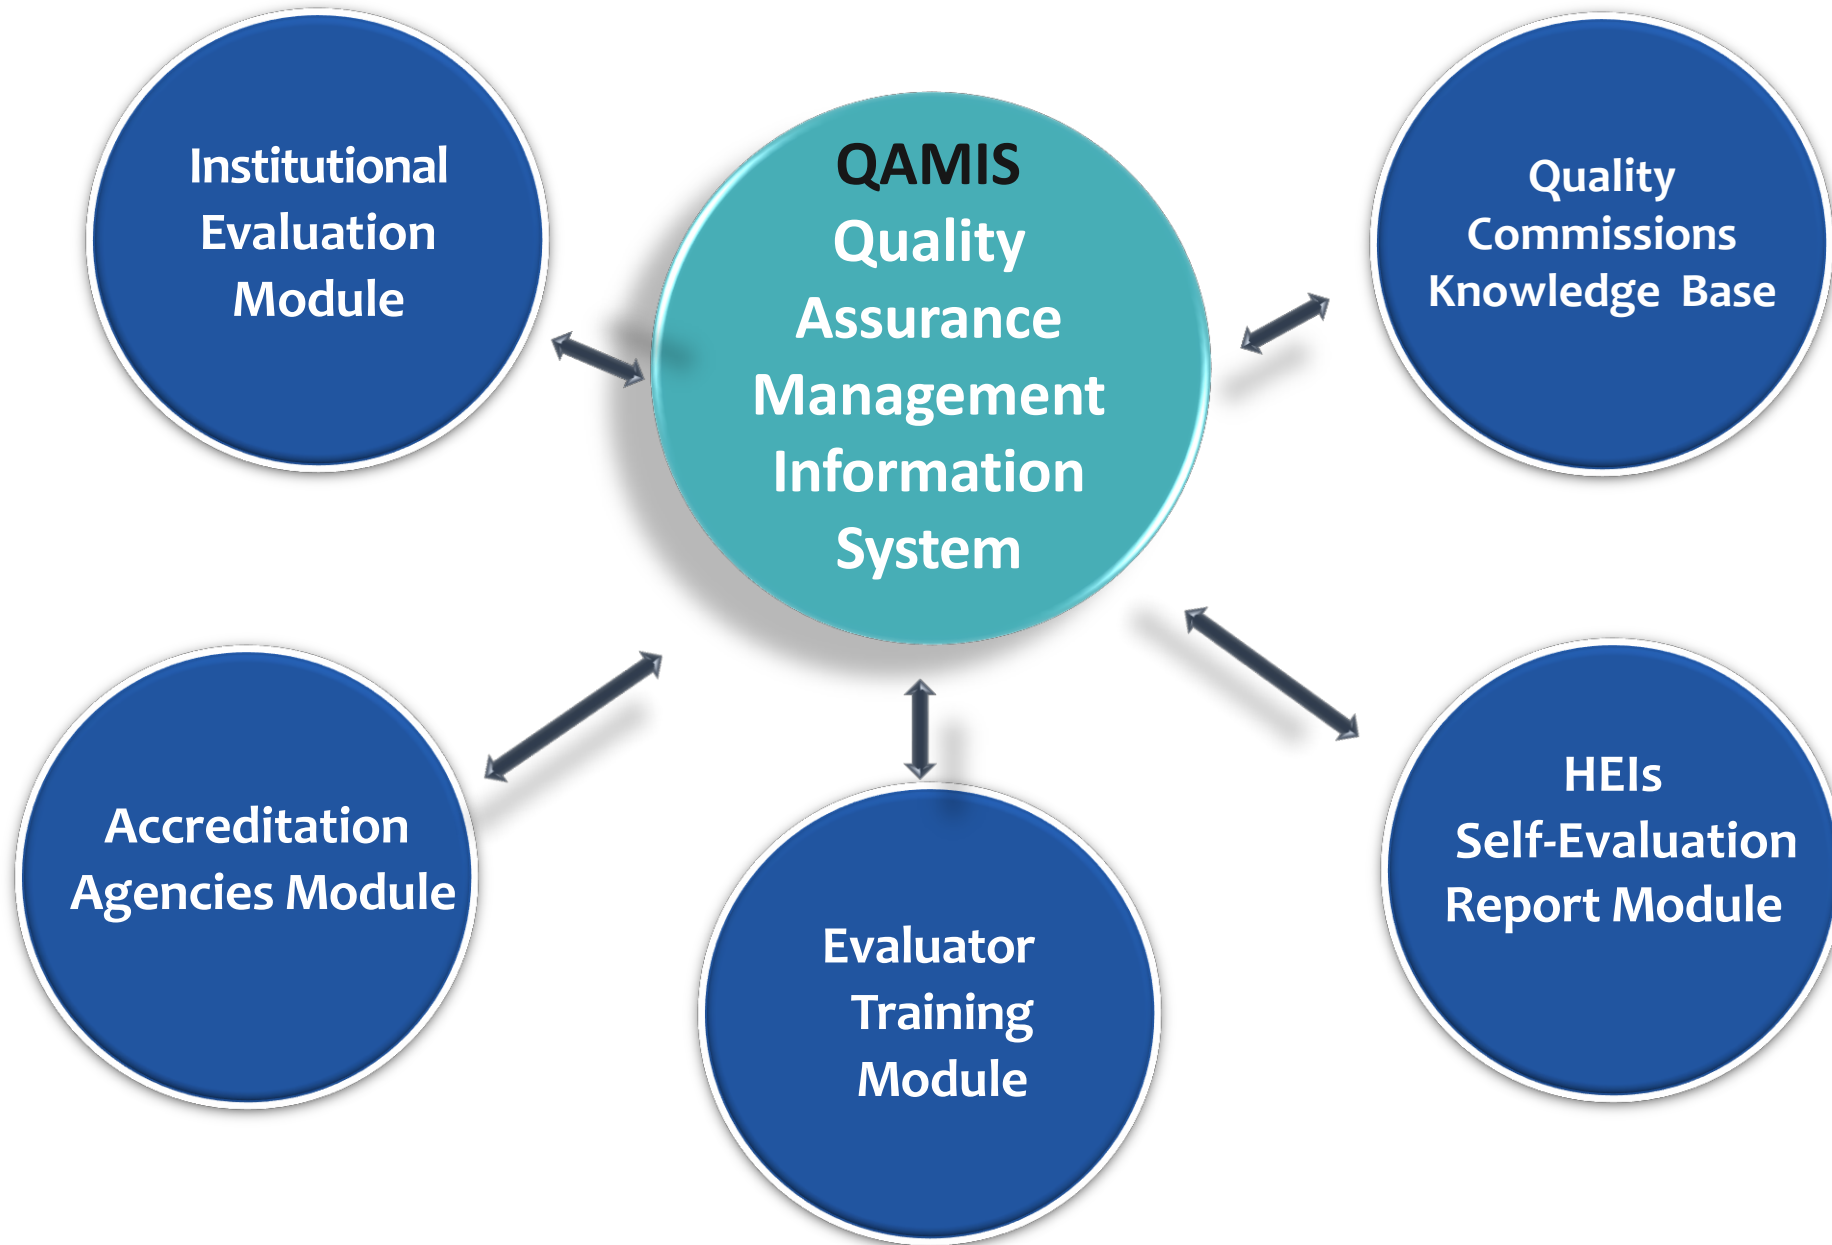 Institutional
Evaluation
Module
QAMIS
Quality
Assurance
Management
Information
System
Quality
Commissions
Knowledge Base
Accreditation
Agencies Module
Evaluator
Training
Module
HEIs
Self-Evaluation
Report Module